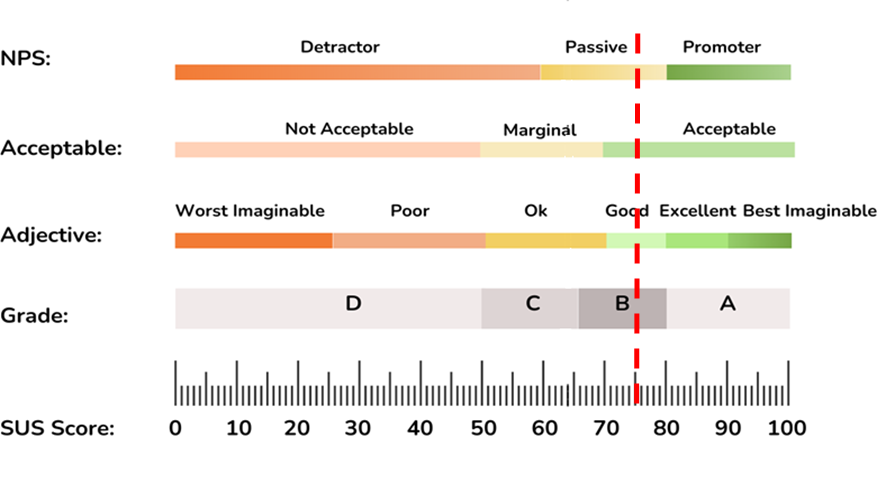 NPS:
Detractor Passive Promoter
Acceptable:
Not Acceptable Marginal Acceptable
Adjective:
Worst Imaginable Poor Ok Good Excellent Best Imaginable
Grade:
D C B A
SUS Score: 0 10 20 30 40 50 60 70 80 90 100